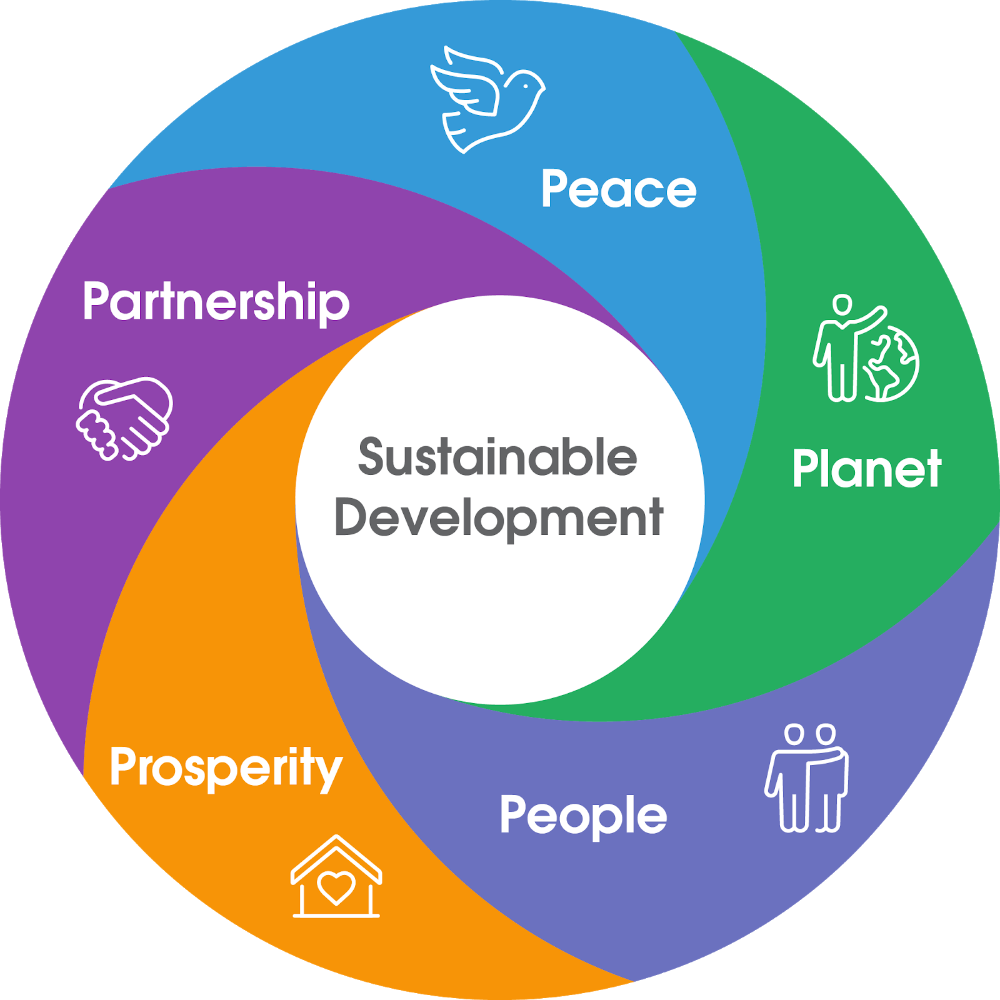 Peace
Partnership
Planet
Sustainable
Development
Prosperity
People